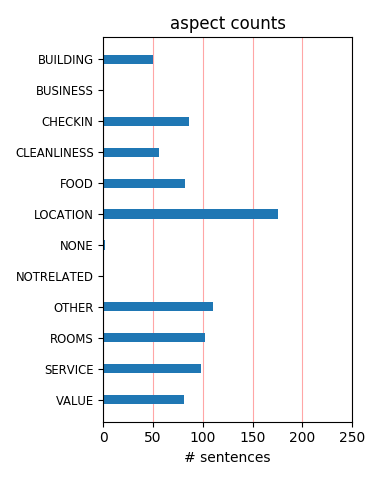 aspect counts
BUILDING
BUSINESS
CHECKIN
CLEANLINESS
FOOD
LOCATION
NONE
NOTRELATED
OTHER
ROOMS
SERVICE
VALUE
0 50 100 150 200 250
# sentences